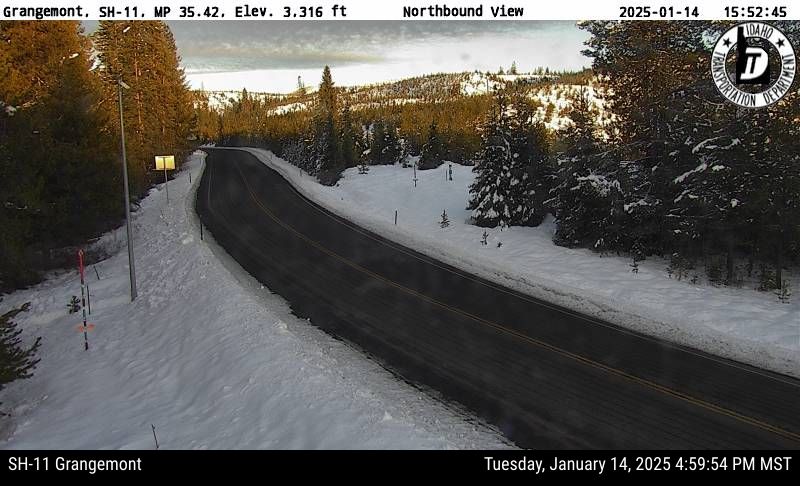 Grangemont, SH-11, MP 35.42, Elev. 3,316 ft Northbound View 2025-01-14 15:52:45
IDAHO
TRANSPORTATION DEPARTMENT
SH-11 Grangemont Tuesday, January 14, 2025 4:59:54 PM MST